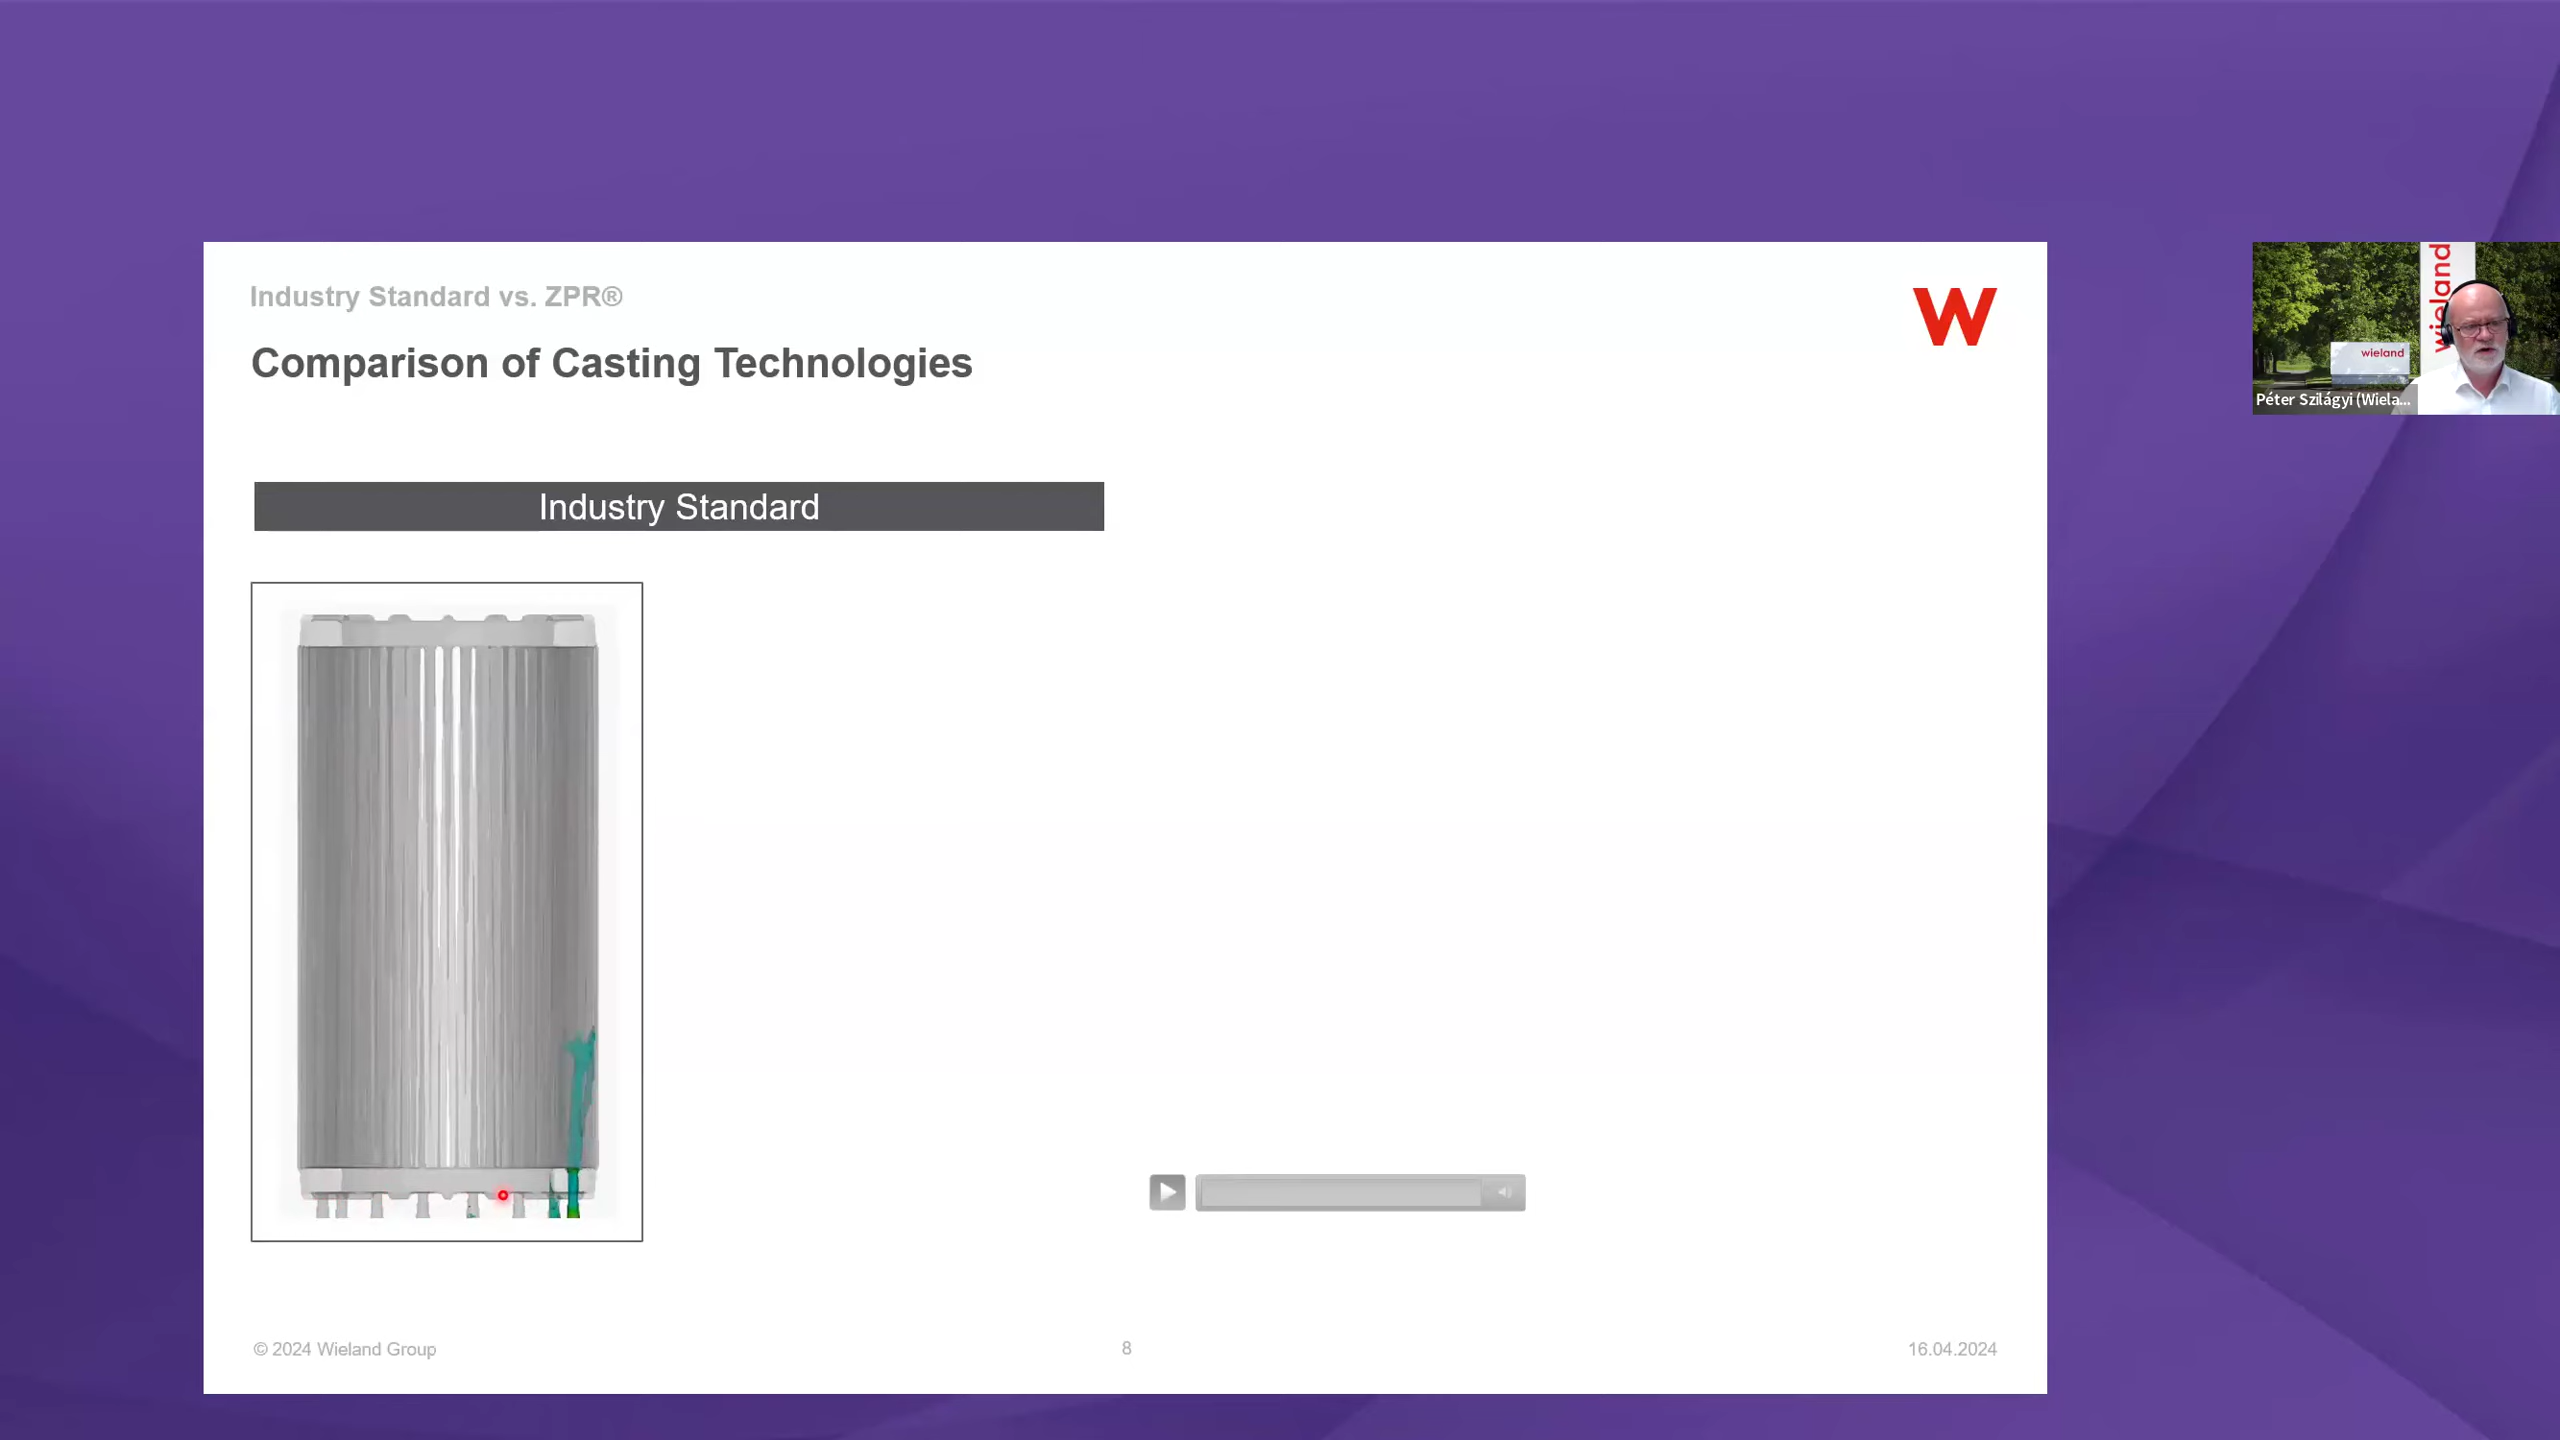 Industry Standard vs. ZPR®
W
Comparison of Casting Technologies
wieland
wieland
Péter Szilágyi (Wiela...
Industry Standard
© 2024 Wieland Group
8
16.04.2024